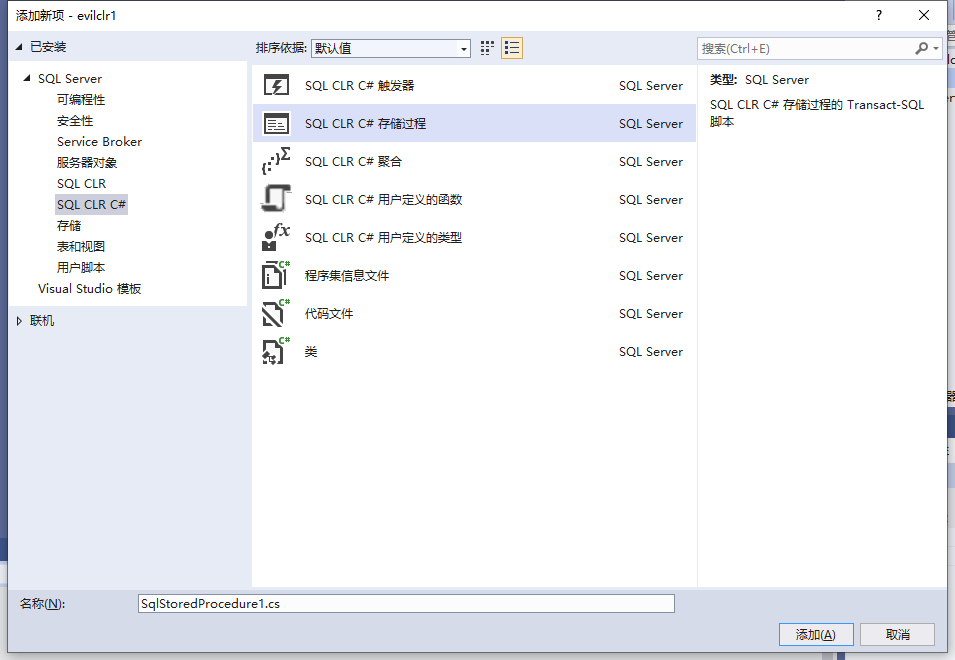 添加新项 - evilclr1
?
已安装
排序依据: 默认值
搜索(Ctrl+E)
SQL Server
可编程性
安全性
Service Broker
服务器对象
SQL CLR
SQL CLR C#
存储
表和视图
用户脚本
Visual Studio 模板
联机
SQL CLR C# 触发器 SQL Server
SQL CLR C# 存储过程 SQL Server
SQL CLR C# 聚合 SQL Server
SQL CLR C# 用户定义的函数 SQL Server
SQL CLR C# 用户定义的类型 SQL Server
程序集信息文件 SQL Server
代码文件 SQL Server
类 SQL Server
类型: SQL Server
SQL CLR C# 存储过程的 Transact-SQL
脚本
名称(N): SqlStoredProcedure1.cs
添加(A) 取消